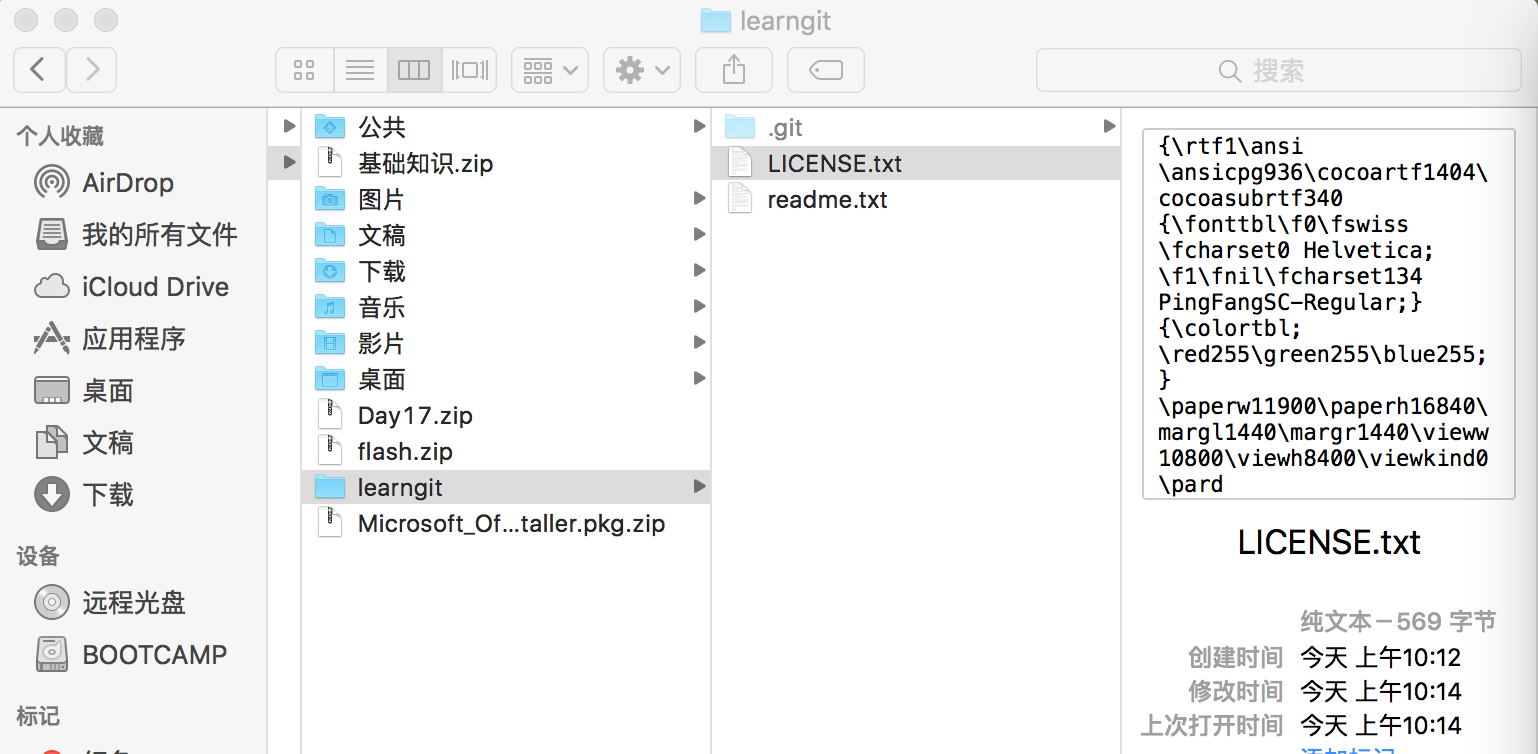 learngit
搜索
个人收藏
AirDrop
我的所有文件
iCloud Drive
应用程序
桌面
文稿
下载
设备
远程光盘
BOOTCAMP
标记
公共
基础知识.zip
图片
文稿
下载
音乐
影片
桌面
Day17.zip
flash.zip
learngit
Microsoft_Of...taller.pkg.zip
.git
LICENSE.txt
readme.txt
{\rtf1\ansi
\ansicpg936\cocoartf1404\
cocoasubrtf340
{\fonttbl\f0\fswiss
\fcharset0 Helvetica;
\f1\fnil\fcharset134
PingFangSC-Regular;}
{\colortbl;
\red255\green255\blue255;
}
\paperw11900\paperh16840\
margl1440\margr1440\vieww
10800\viewh8400\viewkind0
\pard
LICENSE.txt
纯文本－569 字节
创建时间 今天 上午10:12
修改时间 今天 上午10:14
上次打开时间 今天 上午10:14